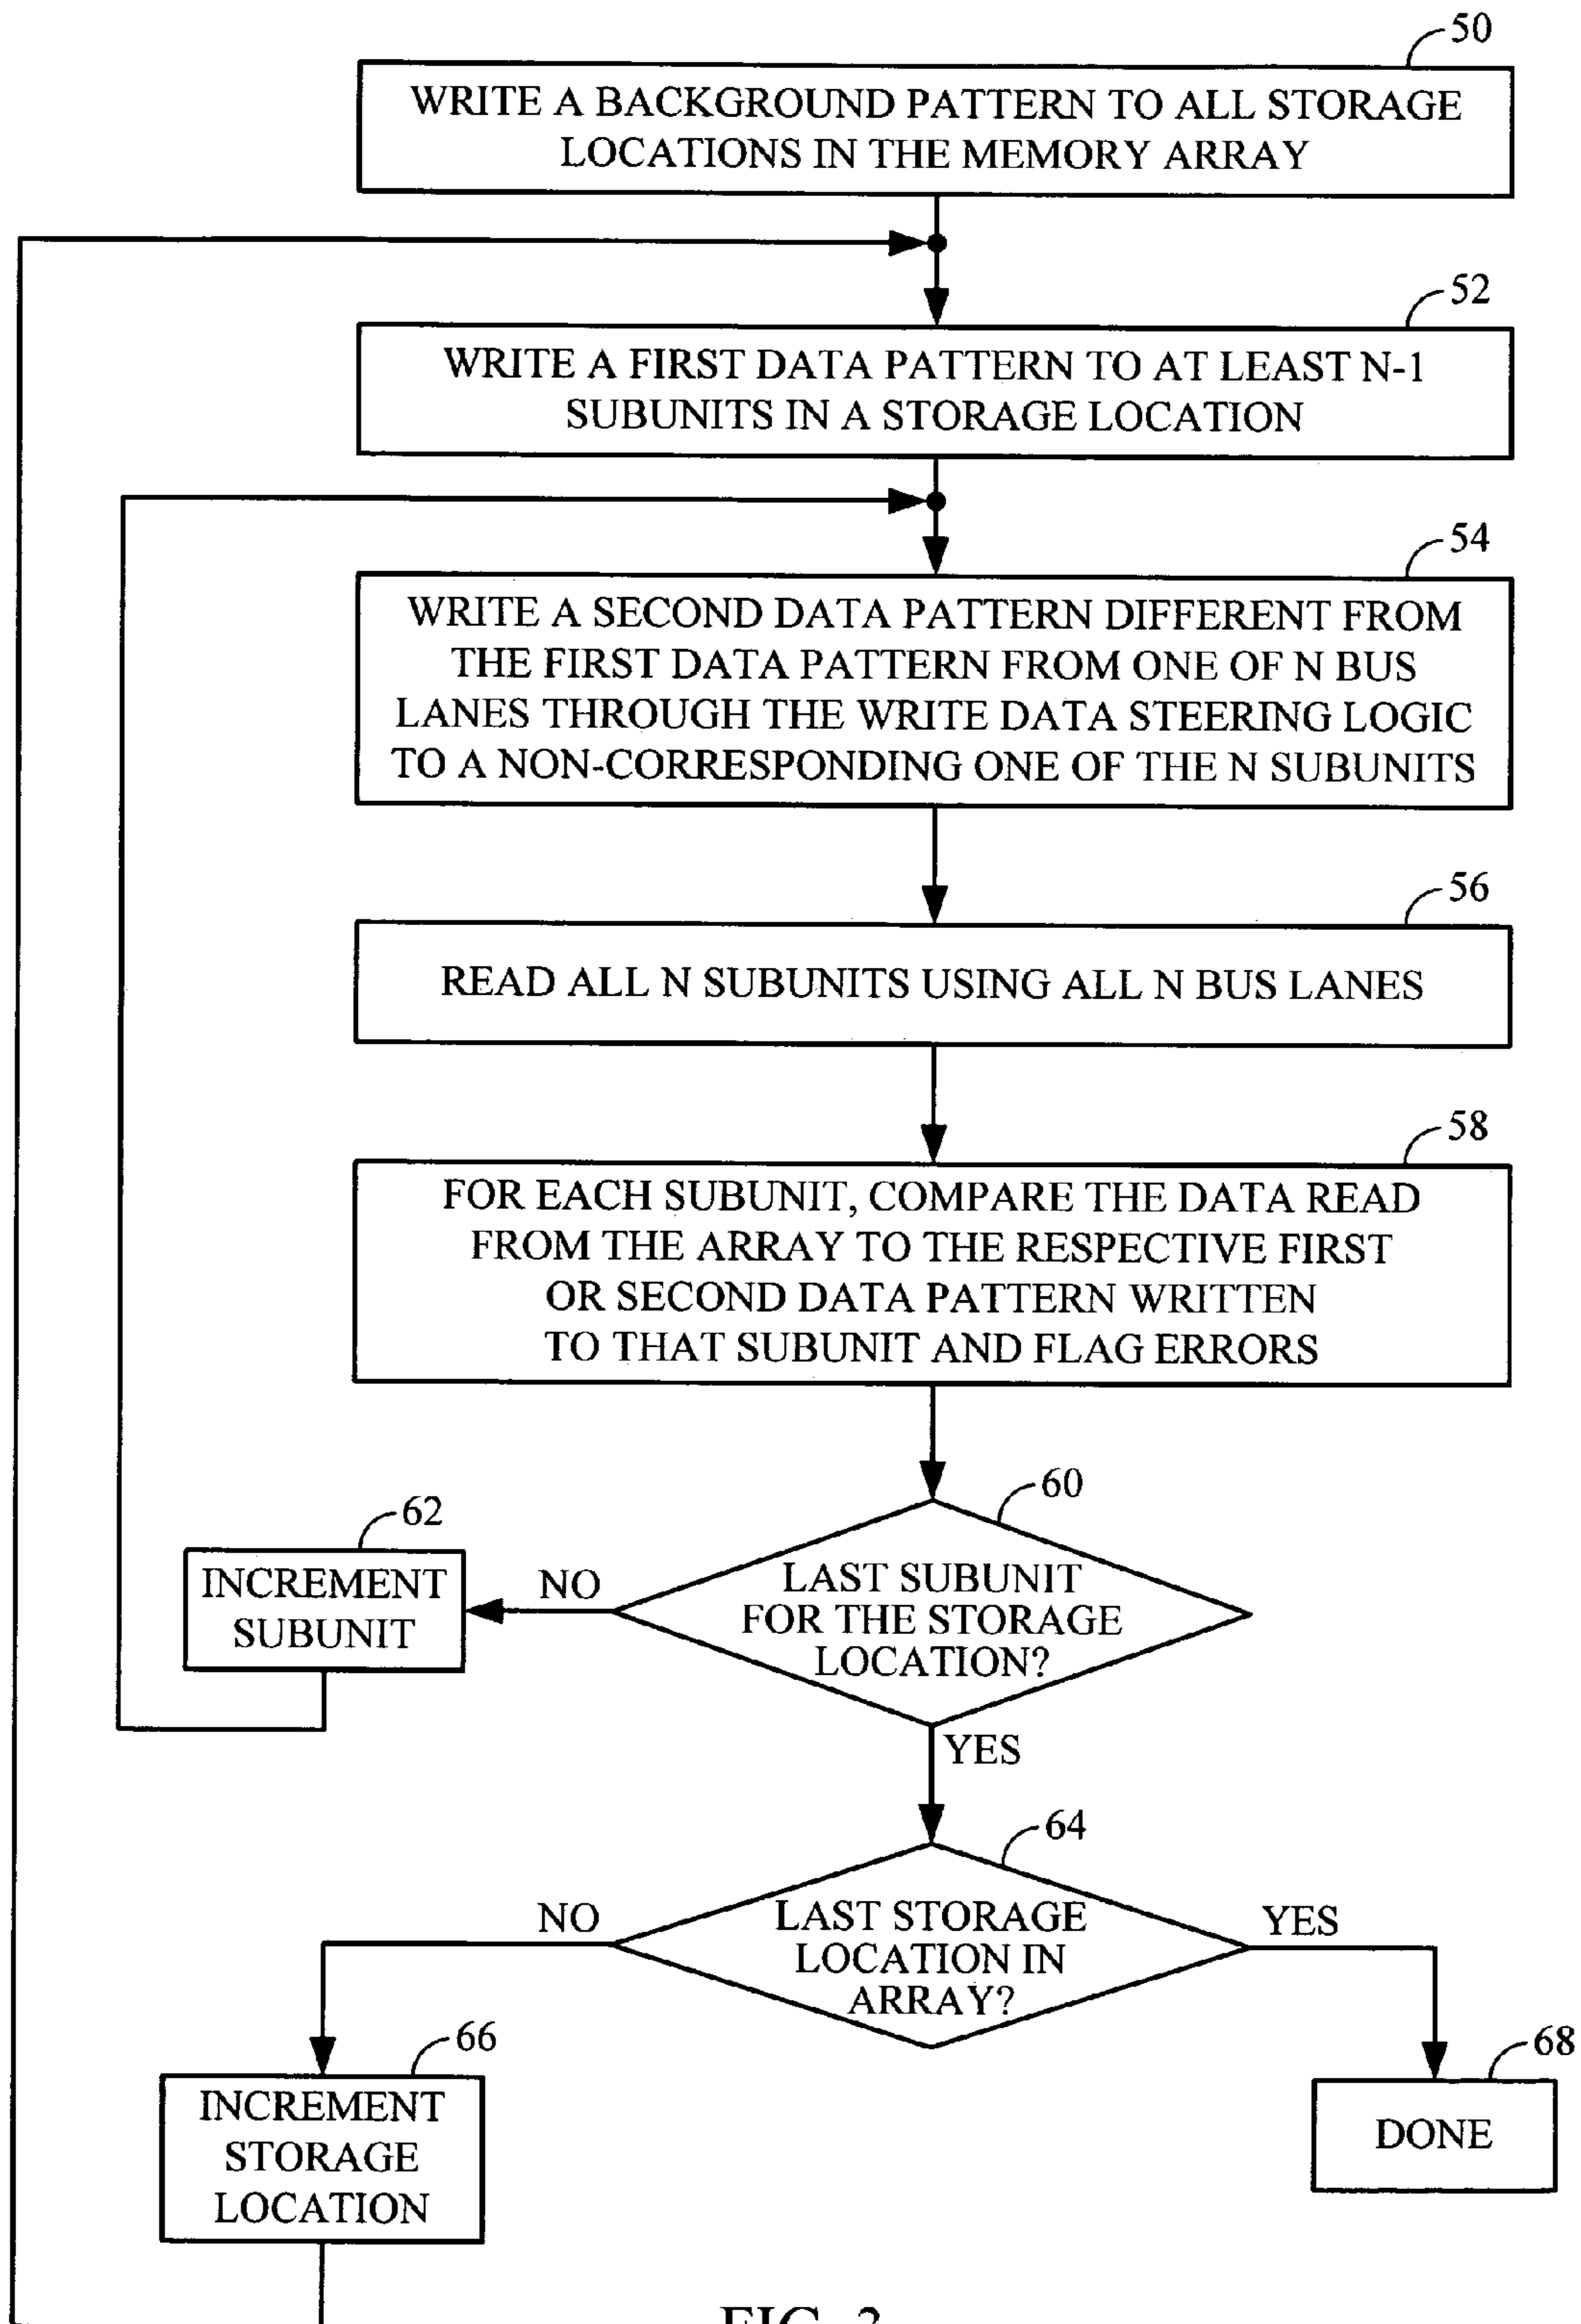 50
WRITE A BACKGROUND PATTERN TO ALL STORAGE
LOCATIONS IN THE MEMORY ARRAY
52
WRITE A FIRST DATA PATTERN TO AT LEAST N-1
SUBUNITS IN A STORAGE LOCATION
54
WRITE A SECOND DATA PATTERN DIFFERENT FROM
THE FIRST DATA PATTERN FROM ONE OF N BUS
LANES THROUGH THE WRITE DATA STEERING LOGIC
TO A NON-CORRESPONDING ONE OF THE N SUBUNITS
56
READ ALL N SUBUNITS USING ALL N BUS LANES
58
FOR EACH SUBUNIT, COMPARE THE DATA READ
FROM THE ARRAY TO THE RESPECTIVE FIRST
OR SECOND DATA PATTERN WRITTEN
TO THAT SUBUNIT AND FLAG ERRORS
60
LAST SUBUNIT
FOR THE STORAGE
LOCATION?
NO
62
INCREMENT
SUBUNIT
YES
64
LAST STORAGE
LOCATION IN
ARRAY?
NO
YES
66
INCREMENT
STORAGE
LOCATION
68
DONE